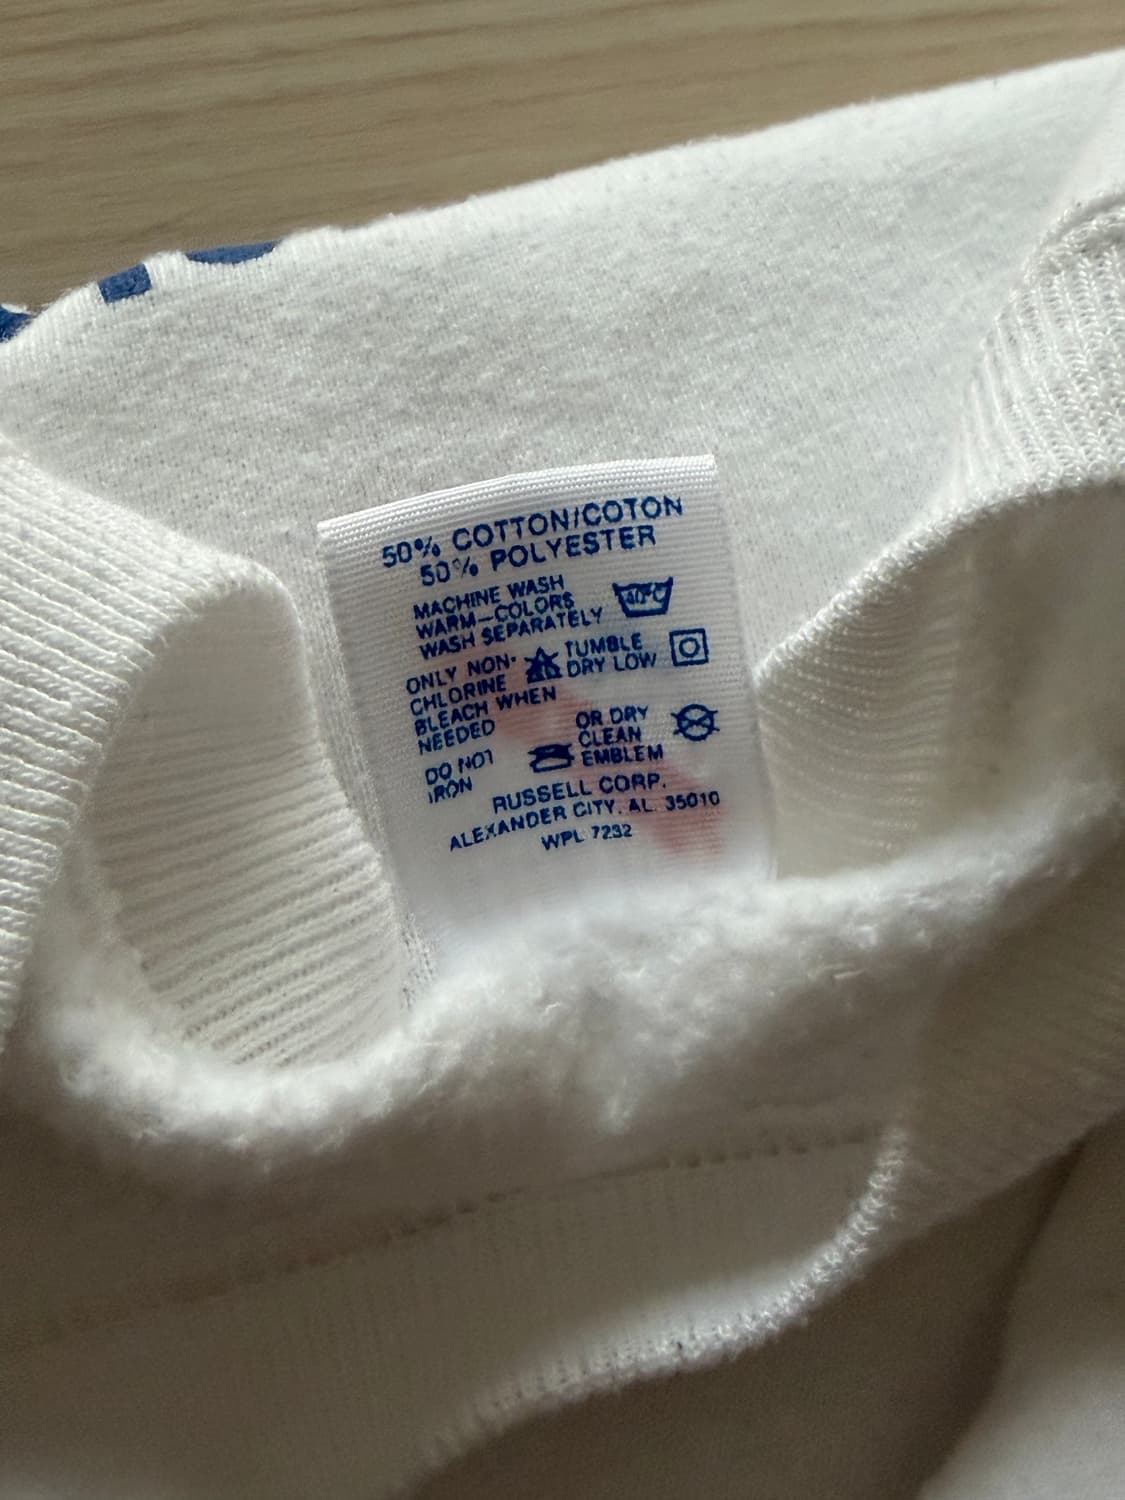 50% COTTON/COTON
50% POLYESTER
MACHINE WASH
WARM-COLORS
WASH SEPARATELY
40°C
ONLY NON-
CHLORINE
BLEACH WHEN
NEEDED
TUMBLE
DRY LOW
DO NOT
IRON
OR DRY
CLEAN
EMBLEM
RUSSELL CORP.
ALEXANDER CITY, AL. 35010
WPL 7232